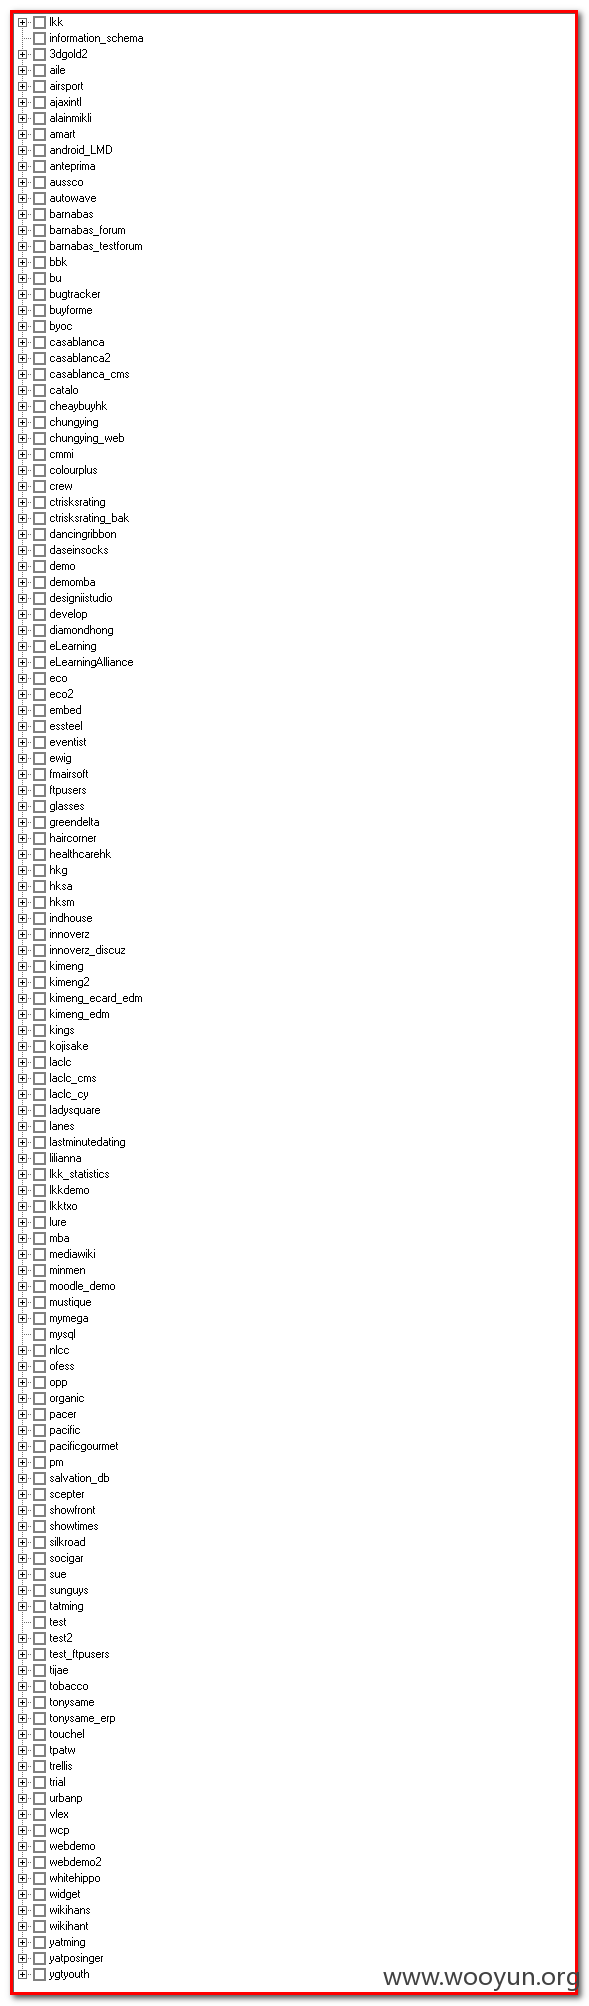 lkk
information_schema
3dgold2
aile
airsport
ajaxintl
alainmikli
amart
android_LMD
anteprima
aussco
autowave
barnabas
barnabas_forum
barnabas_testforum
bbk
bu
bugtracker
buyforme
byoc
casablanca
casablanca2
casablanca_cms
catalo
cheaybuyhk
chungying
chungying_web
cmmi
colourplus
crew
ctrisksrating
ctrisksrating_bak
dancingribbon
daseinsocks
demo
demomba
designiistudio
develop
diamondhong
eLearning
eLearningAlliance
eco
eco2
embed
essteel
eventist
ewig
fmairsoft
ftpusers
glasses
greendelta
haircorner
healthcarehk
hkg
hksa
hksm
indhouse
innoverz
innoverz_discuz
kimeng
kimeng2
kimeng_ecard_edm
kimeng_edm
kings
kojisake
laclc
laclc_cms
laclc_cy
ladysquare
lanes
lastminutedating
lilianna
lkk_statistics
lkkdemo
lkktxo
lure
mba
mediawiki
minmen
moodle_demo
mustique
mymega
mysql
nlcc
ofess
opp
organic
pacer
pacific
pacificgourmet
pm
salvation_db
scepter
showfront
showtimes
silkroad
socigar
sue
sunguys
tatming
test
test2
test_ftpusers
tijae
tobacco
tonysame
tonysame_erp
touchel
tpatw
trellis
trial
urbanp
vlex
wcp
webdemo
webdemo2
whitehippo
widget
wikihans
wikihant
yatming
yatposinger
ygtyouth
www.wooyun.org